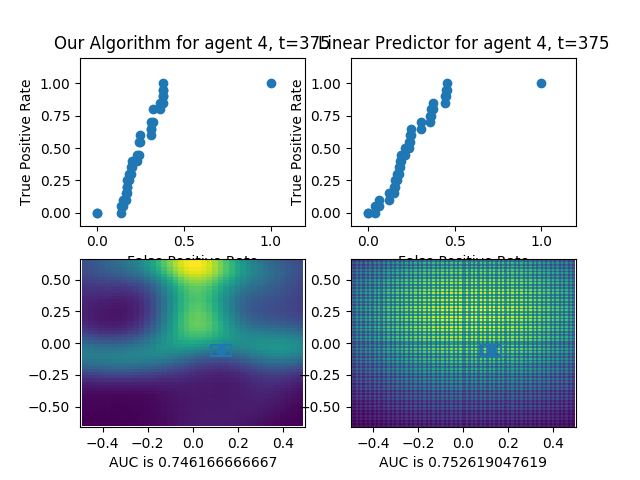 Our Algorithm for agent 4, t=375
Linear Predictor for agent 4, t=375
True Positive Rate
1.00
0.75
0.50
0.25
0.00
0.0 0.5 1.0
False Positive Rate
True Positive Rate
1.00
0.75
0.50
0.25
0.00
0.0 0.5 1.0
False Positive Rate
0.50
0.25
0.00
−0.25
−0.50
−0.4 −0.2 0.0 0.2 0.4
AUC is 0.746166666667
0.50
0.25
0.00
−0.25
−0.50
−0.4 −0.2 0.0 0.2 0.4
AUC is 0.752619047619